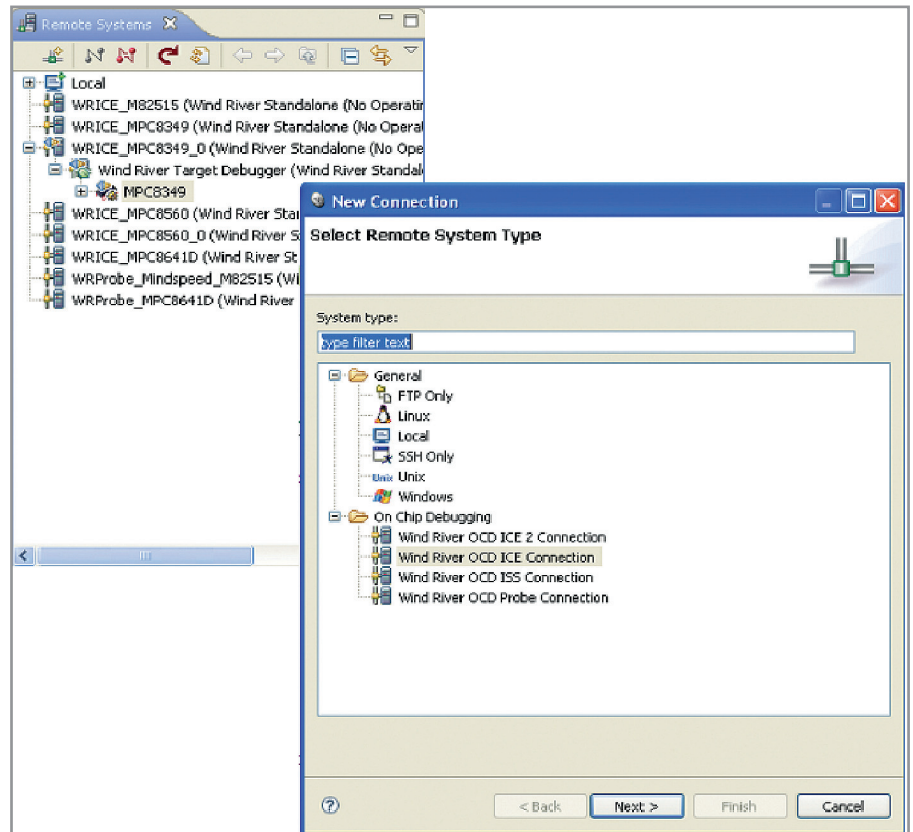 Remote Systems
Local
WRICE_M82515 (Wind River Standalone (No Operatin
WRICE_MPC8349 (Wind River Standalone (No Operat
WRICE_MPC8349_0 (Wind River Standalone (No Ope
Wind River Target Debugger (Wind River Standal
MPC8349
WRICE_MPC8560 (Wind River Star
WRICE_MPC8560_0 (Wind River S
WRICE_MPC8641D (Wind River St
WRProbe_Mindspeed_M82515 (Wi
WRProbe_MPC8641D (Wind River
New Connection
Select Remote System Type
System type:
type filter text
General
FTP Only
Linux
Local
SSH Only
Unix Unix
Windows
On Chip Debugging
Wind River OCD ICE 2 Connection
Wind River OCD ICE Connection
Wind River OCD ISS Connection
Wind River OCD Probe Connection
< Back Next > Finish Cancel